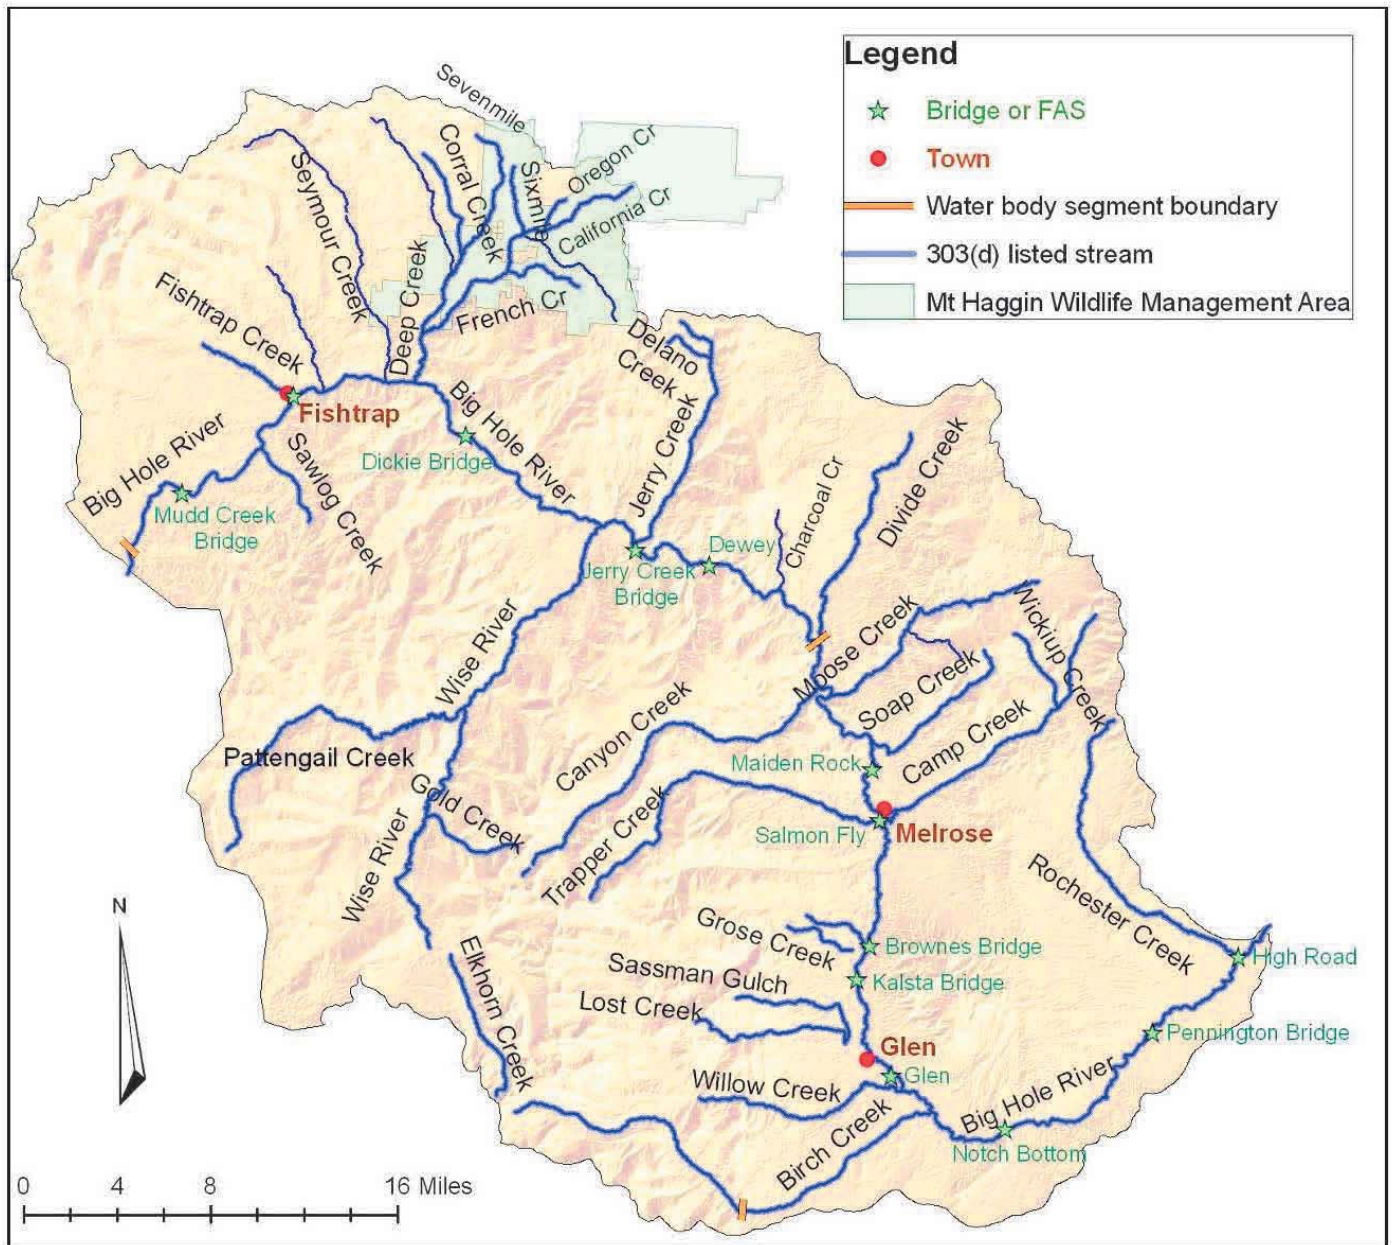 Legend
Bridge or FAS
Town
Water body segment boundary
303(d) listed stream
Mt Haggin Wildlife Management Area
Sevenmile
Corral Creek
Sixmile
Oregon Cr
California Cr
Seymour Creek
Deep Creek
French Cr
Fishtrap Creek
Delano
Creek
Fishtrap
Big Hole River
Big Hole River
Dickie Bridge
Sawlog Creek
Jerry Creek
Divide Creek
Charcoal Cr
Mudd Creek
Bridge
Dewey
Jerry Creek
Bridge
Wise River
Moose Creek
Wickiup Creek
Soap Creek
Camp Creek
Canyon Creek
Pattengail Creek
Maiden Rock
Gold Creek
Trapper Creek
Salmon Fly
Melrose
Wise River
Rochester Creek
Grose Creek
Brownes Bridge
High Road
Sassman Gulch
Kalsta Bridge
Lost Creek
Elkhorn Creek
Pennington Bridge
Glen
Glen
Willow Creek
Birch Creek
Big Hole River
Notch Bottom
N
0 4 8 16 Miles